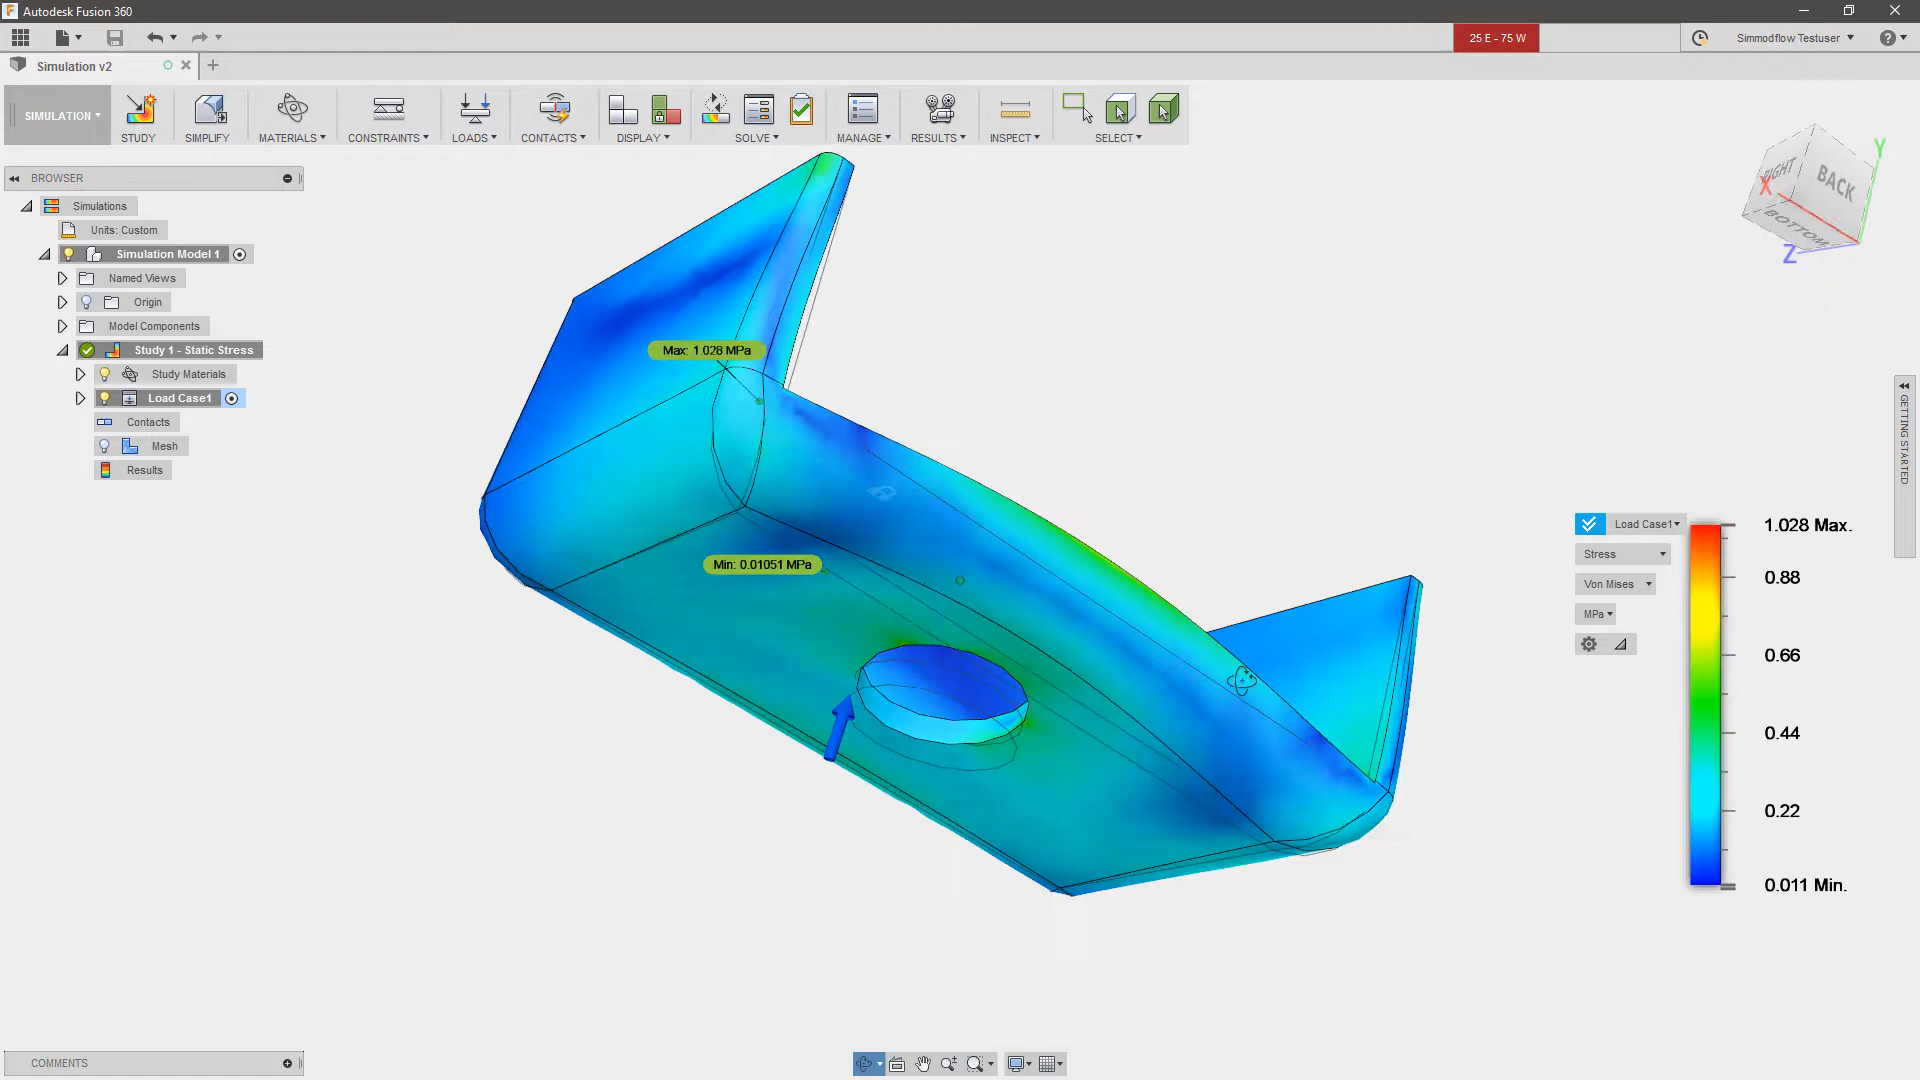 Autodesk Fusion 360
25 E - 75 W
Simmodflow Testuser
Simulation v2
SIMULATION
STUDY
SIMPLIFY
MATERIALS
CONSTRAINTS
LOADS
CONTACTS
DISPLAY
SOLVE
MANAGE
RESULTS
INSPECT
SELECT
BROWSER
Simulations
Units: Custom
Simulation Model 1
Named Views
Origin
Model Components
Study 1 - Static Stress
Study Materials
Load Case1
Contacts
Mesh
Results
Max: 1.028 MPa
Min: 0.01051 MPa
RIGHT
BACK
BOTTOM
X
Y
Z
GETTING STARTED
Load Case1
Stress
Von Mises
MPa
1.028 Max.
0.88
0.66
0.44
0.22
0.011 Min.
COMMENTS